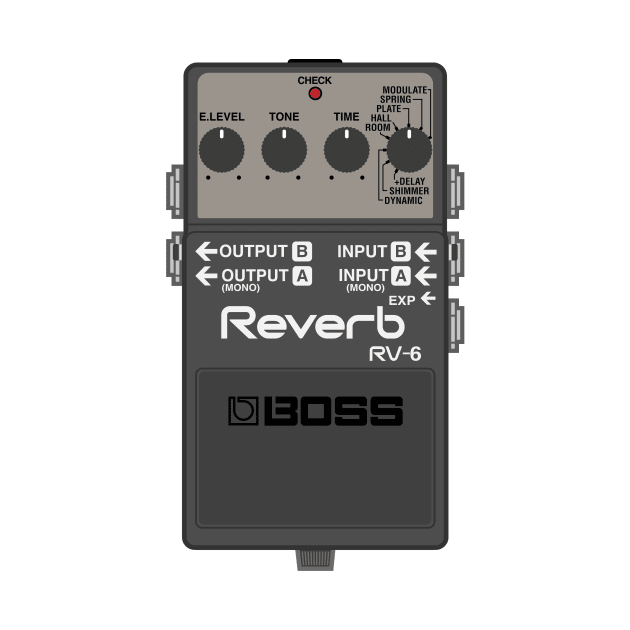 CHECK
E.LEVEL TONE TIME
MODULATE
SPRING
PLATE
HALL
ROOM
+DELAY
SHIMMER
DYNAMIC
OUTPUT B INPUT B
OUTPUT A INPUT A
(MONO) (MONO)
EXP
Reverb
RV-6
BOSS